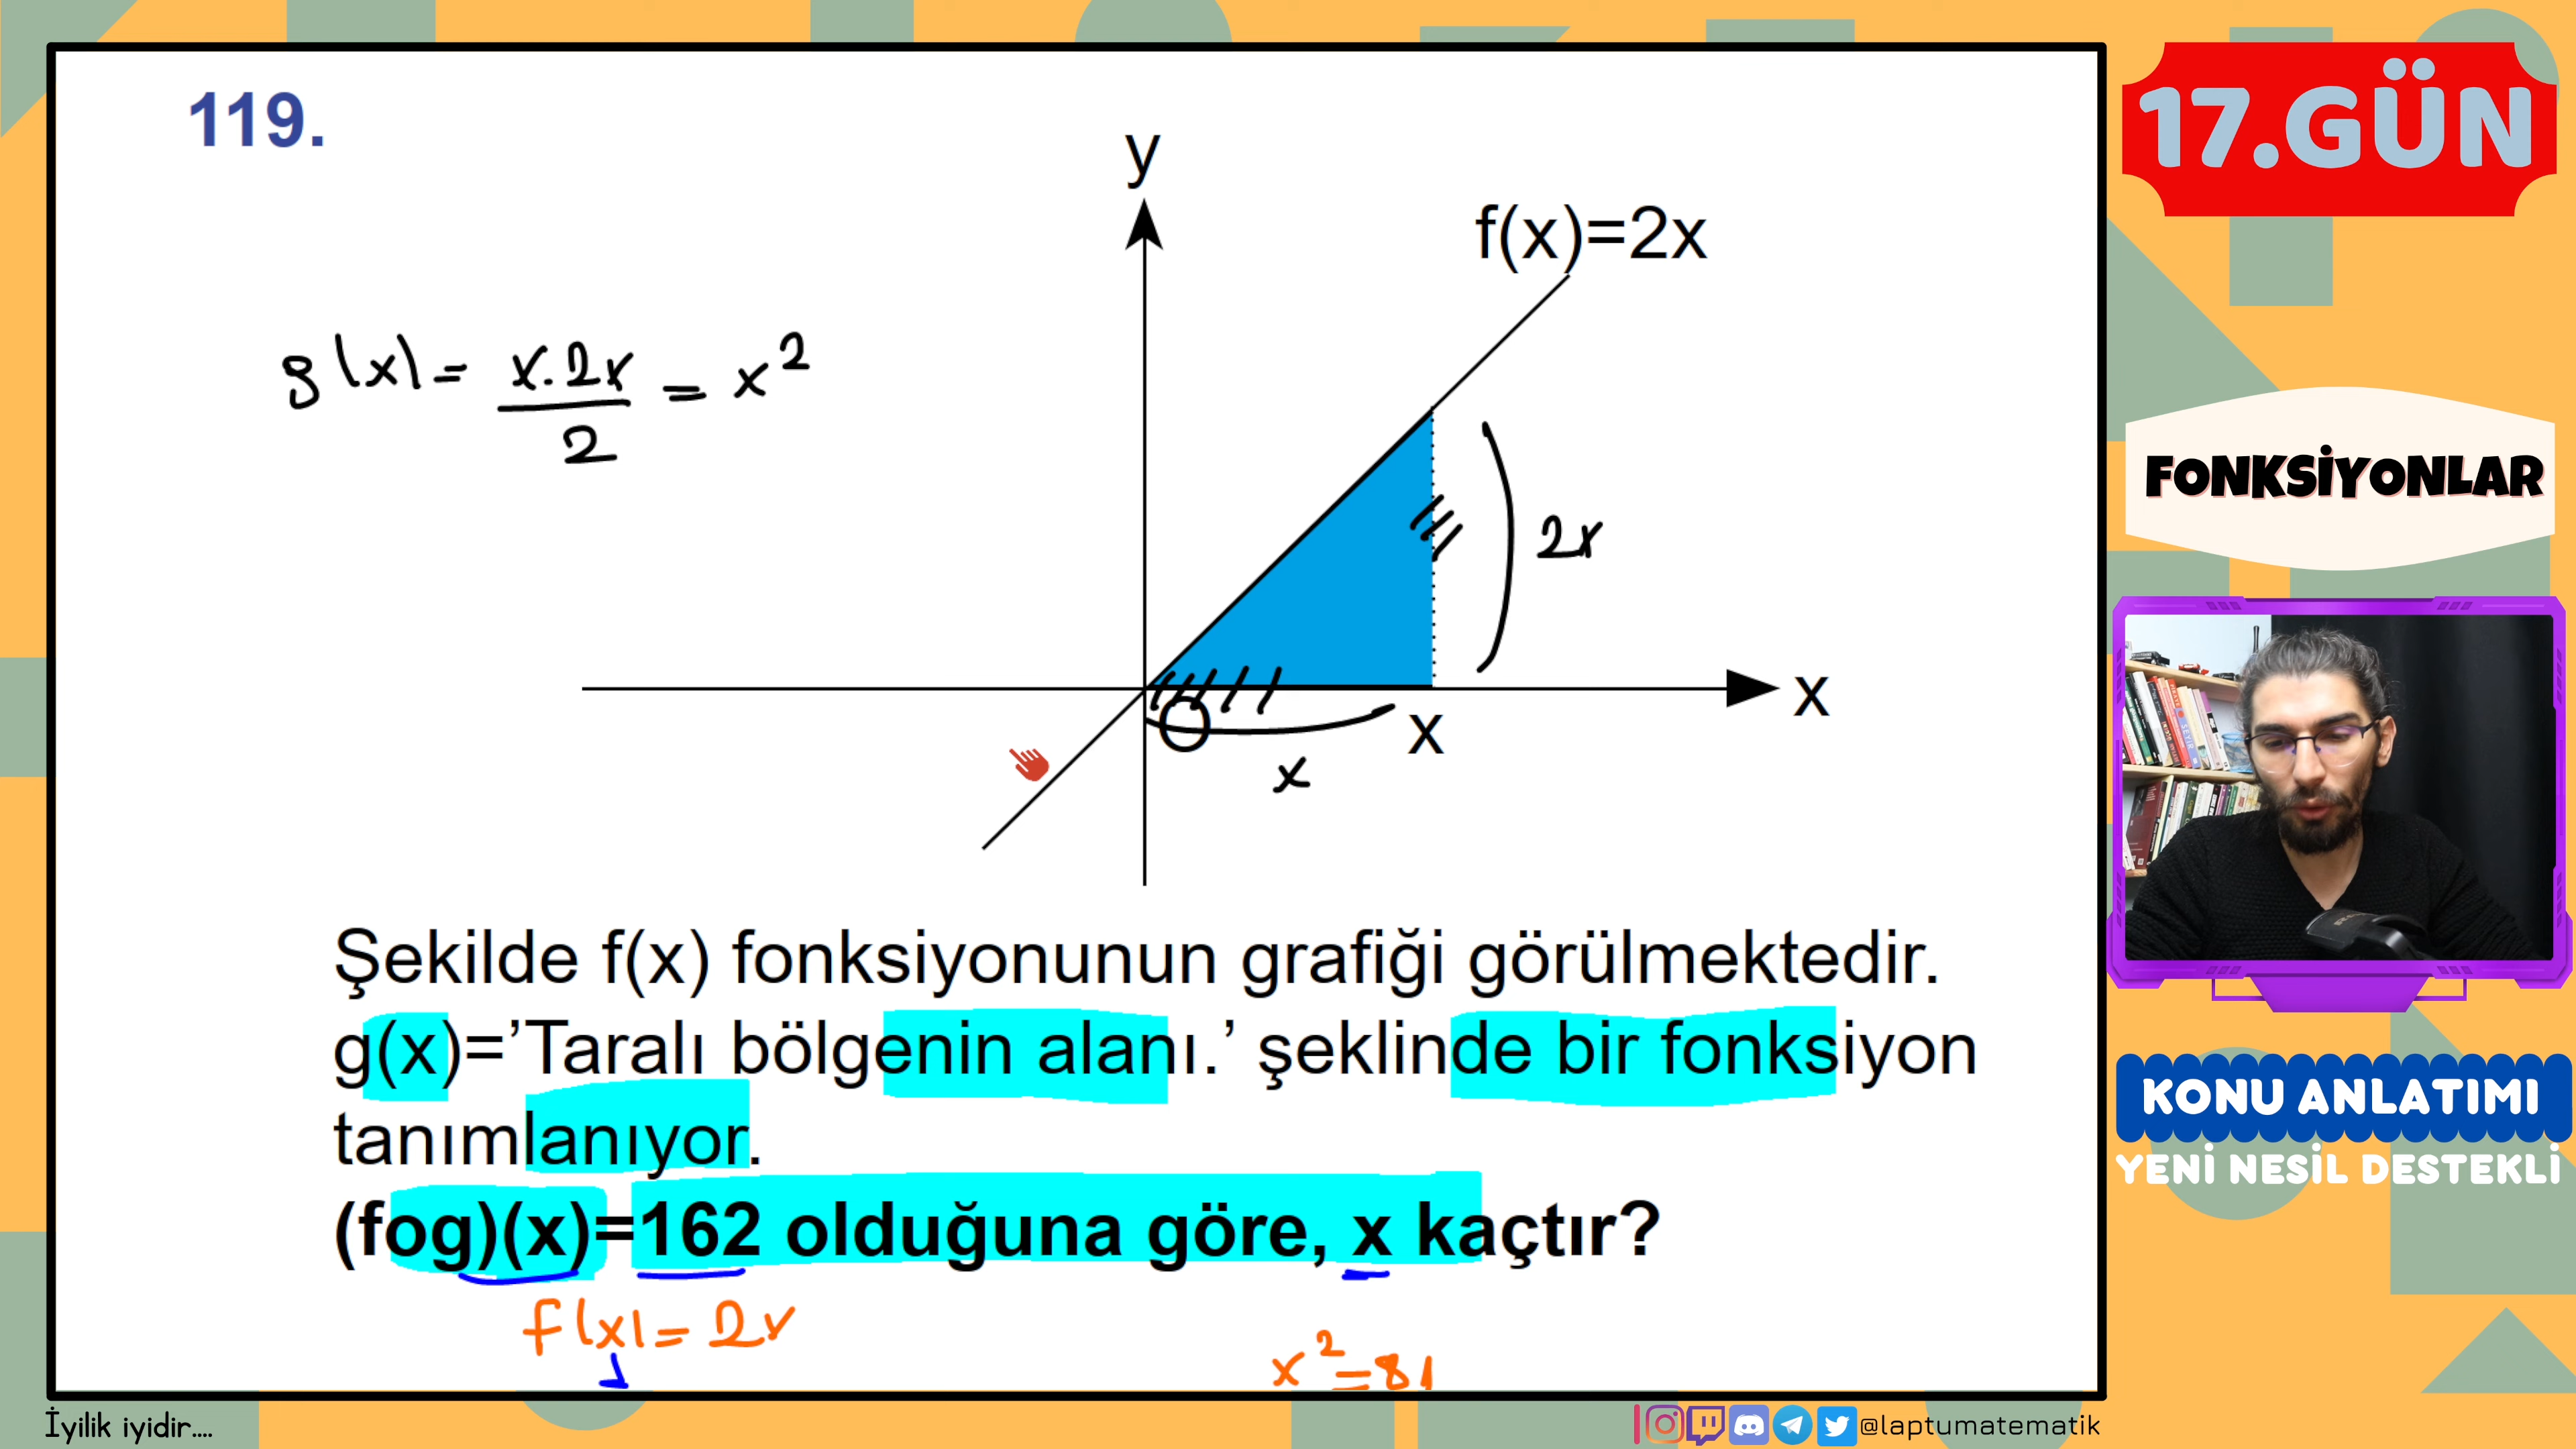 119.
y
f(x)=2x
g(x) = x.2x = x²
2
2x
O
x
x
x
Şekilde f(x) fonksiyonunun grafiği görülmektedir.
g(x)=’Taralı bölgenin alanı.’ şeklinde bir fonksiyon
tanımlanıyor.
(fog)(x)=162 olduğuna göre, x kaçtır?
f(x) = 2x
x² = 81
17.GÜN
FONKSİYONLAR
KONU ANLATIMI
YENİ NESİL DESTEKLİ
İyilik iyidir....
@laptumatematik